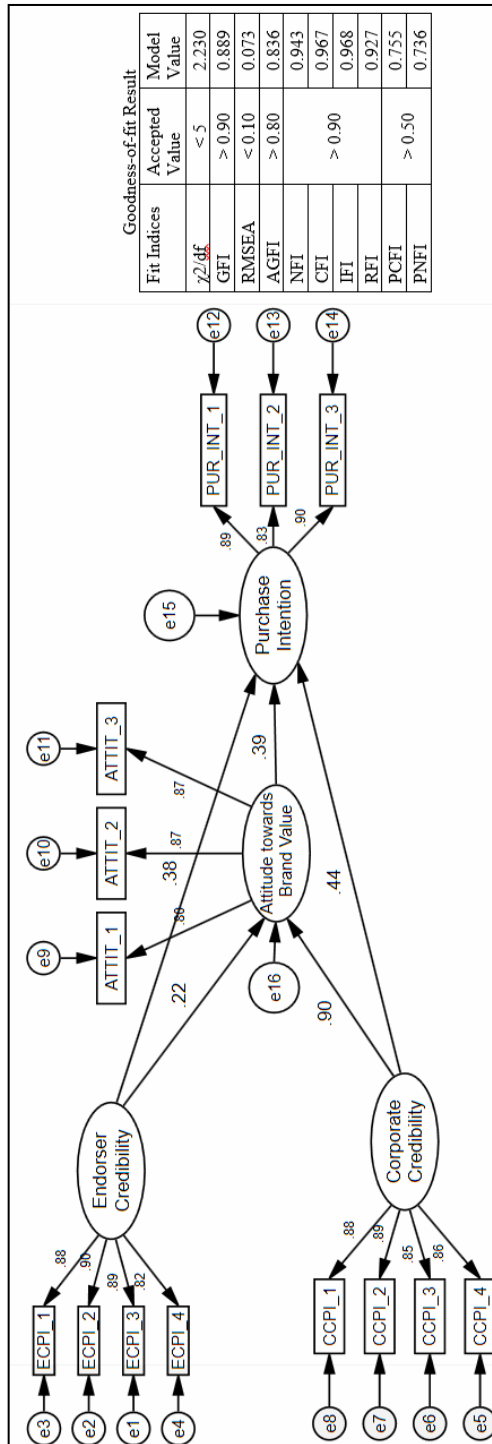 Goodness-of-fit Result
Fit Indices
Accepted
Value
Model
Value
χ2/df
< 5
2.230
GFI
> 0.90
0.889
RMSEA
< 0.10
0.073
AGFI
> 0.80
0.836
NFI
> 0.90
0.943
CFI
0.967
IFI
0.968
RFI
0.927
PCFI
> 0.50
0.755
PNFI
0.736
e3
ECPI_1
.88
e2
ECPI_2
.90
e1
ECPI_3
.89
e4
ECPI_4
.82
Endorser
Credibility
e8
CCPI_1
.88
e7
CCPI_2
.89
e6
CCPI_3
.85
e5
CCPI_4
.86
Corporate
Credibility
e9
ATTIT_1
.80
e10
ATTIT_2
.87
e11
ATTIT_3
.87
.22
.38
.90
.44
e16
Attitude towards
Brand Value
.39
e15
Purchase
Intention
.89
PUR_INT_1
e12
.83
PUR_INT_2
e13
.90
PUR_INT_3
e14